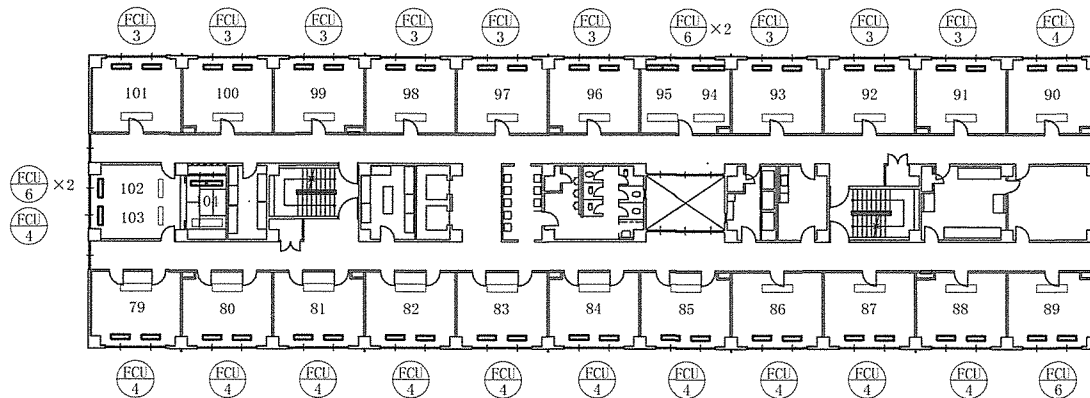 FCU 3 FCU 3 FCU 3 FCU 3 FCU 3 FCU 3 FCU 6 ×2 FCU 3 FCU 3 FCU 3 FCU 4
101 100 99 98 97 96 95 94 93 92 91 90
FCU 6 ×2
102
FCU 4
103
79 80 81 82 83 84 85 86 87 88 89
FCU 4 FCU 4 FCU 4 FCU 4 FCU 4 FCU 4 FCU 4 FCU 4 FCU 4 FCU 4 FCU 6